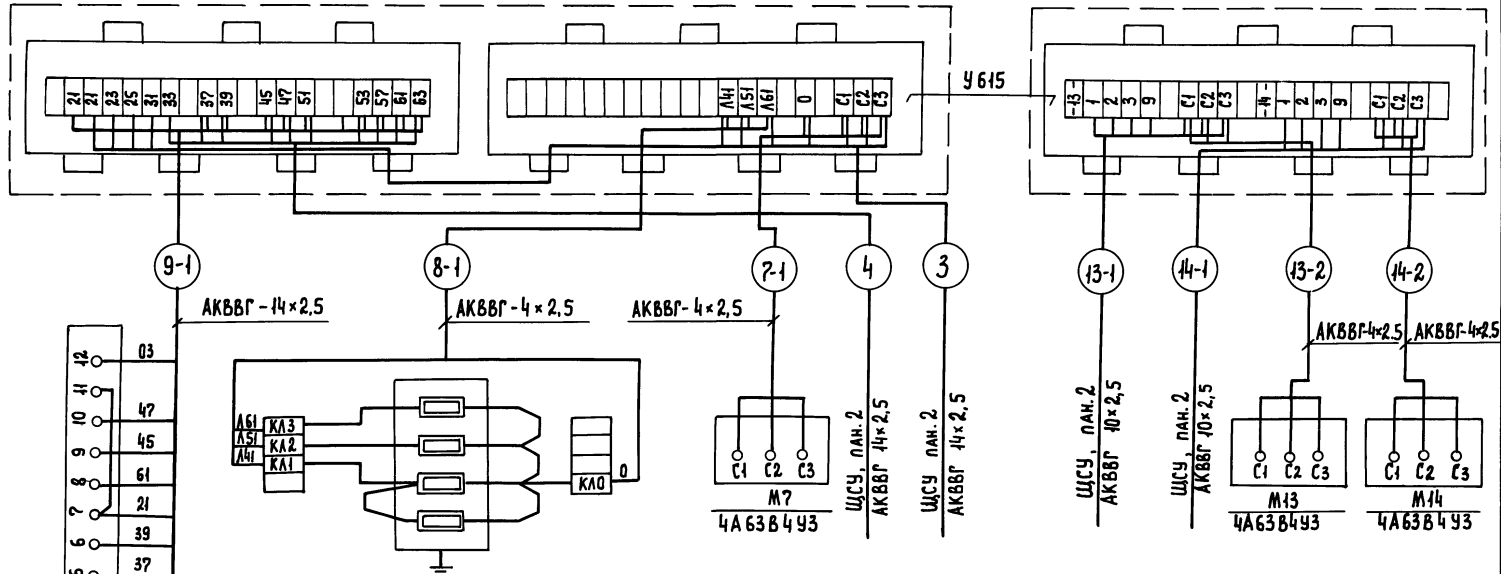 21 21 23 25 31 33 37 39 45 47 51 53 57 61 63
Л41 Л51 Л61 0 С1 С2 С3
У615
-13- 1 2 3 9 С1 С2 С3 -14- 1 2 3 9 С1 С2 С3
9-1
8-1
7-1
4
3
13-1
14-1
13-2
14-2
АКВВГ-14×2,5
АКВВГ-4×2,5
АКВВГ-4×2,5
АКВВГ-4×2.5
АКВВГ-4×2.5
12 03
11
10 47
9 45
8 61
7 21
6 39
5 37
Л61 КЛ3
Л51 КЛ2
Л41 КЛ1
КЛ0 0
С1 С2 С3
М7
4А63В4У3
ЩСУ, ПАН.2
АКВВГ 14×2,5
ЩСУ ПАН.2
АКВВГ 14×2,5
ЩСУ, ПАН.2
АКВВГ 10×2,5
ЩСУ, ПАН.2
АКВВГ 10×2,5
С1 С2 С3
М13
4А63В4У3
С1 С2 С3
М14
4А63В4У3